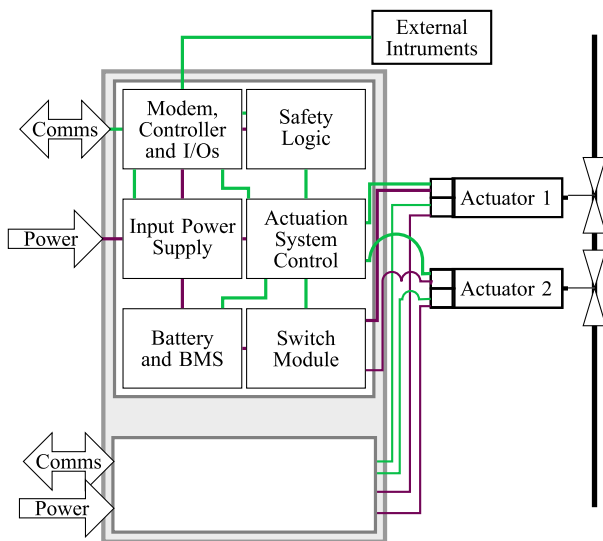 External
Intruments
Modem,
Controller
and I/Os
Safety
Logic
Comms
Actuator 1
Input Power
Supply
Actuation
System
Control
Power
Actuator 2
Battery
and BMS
Switch
Module
Comms
Power